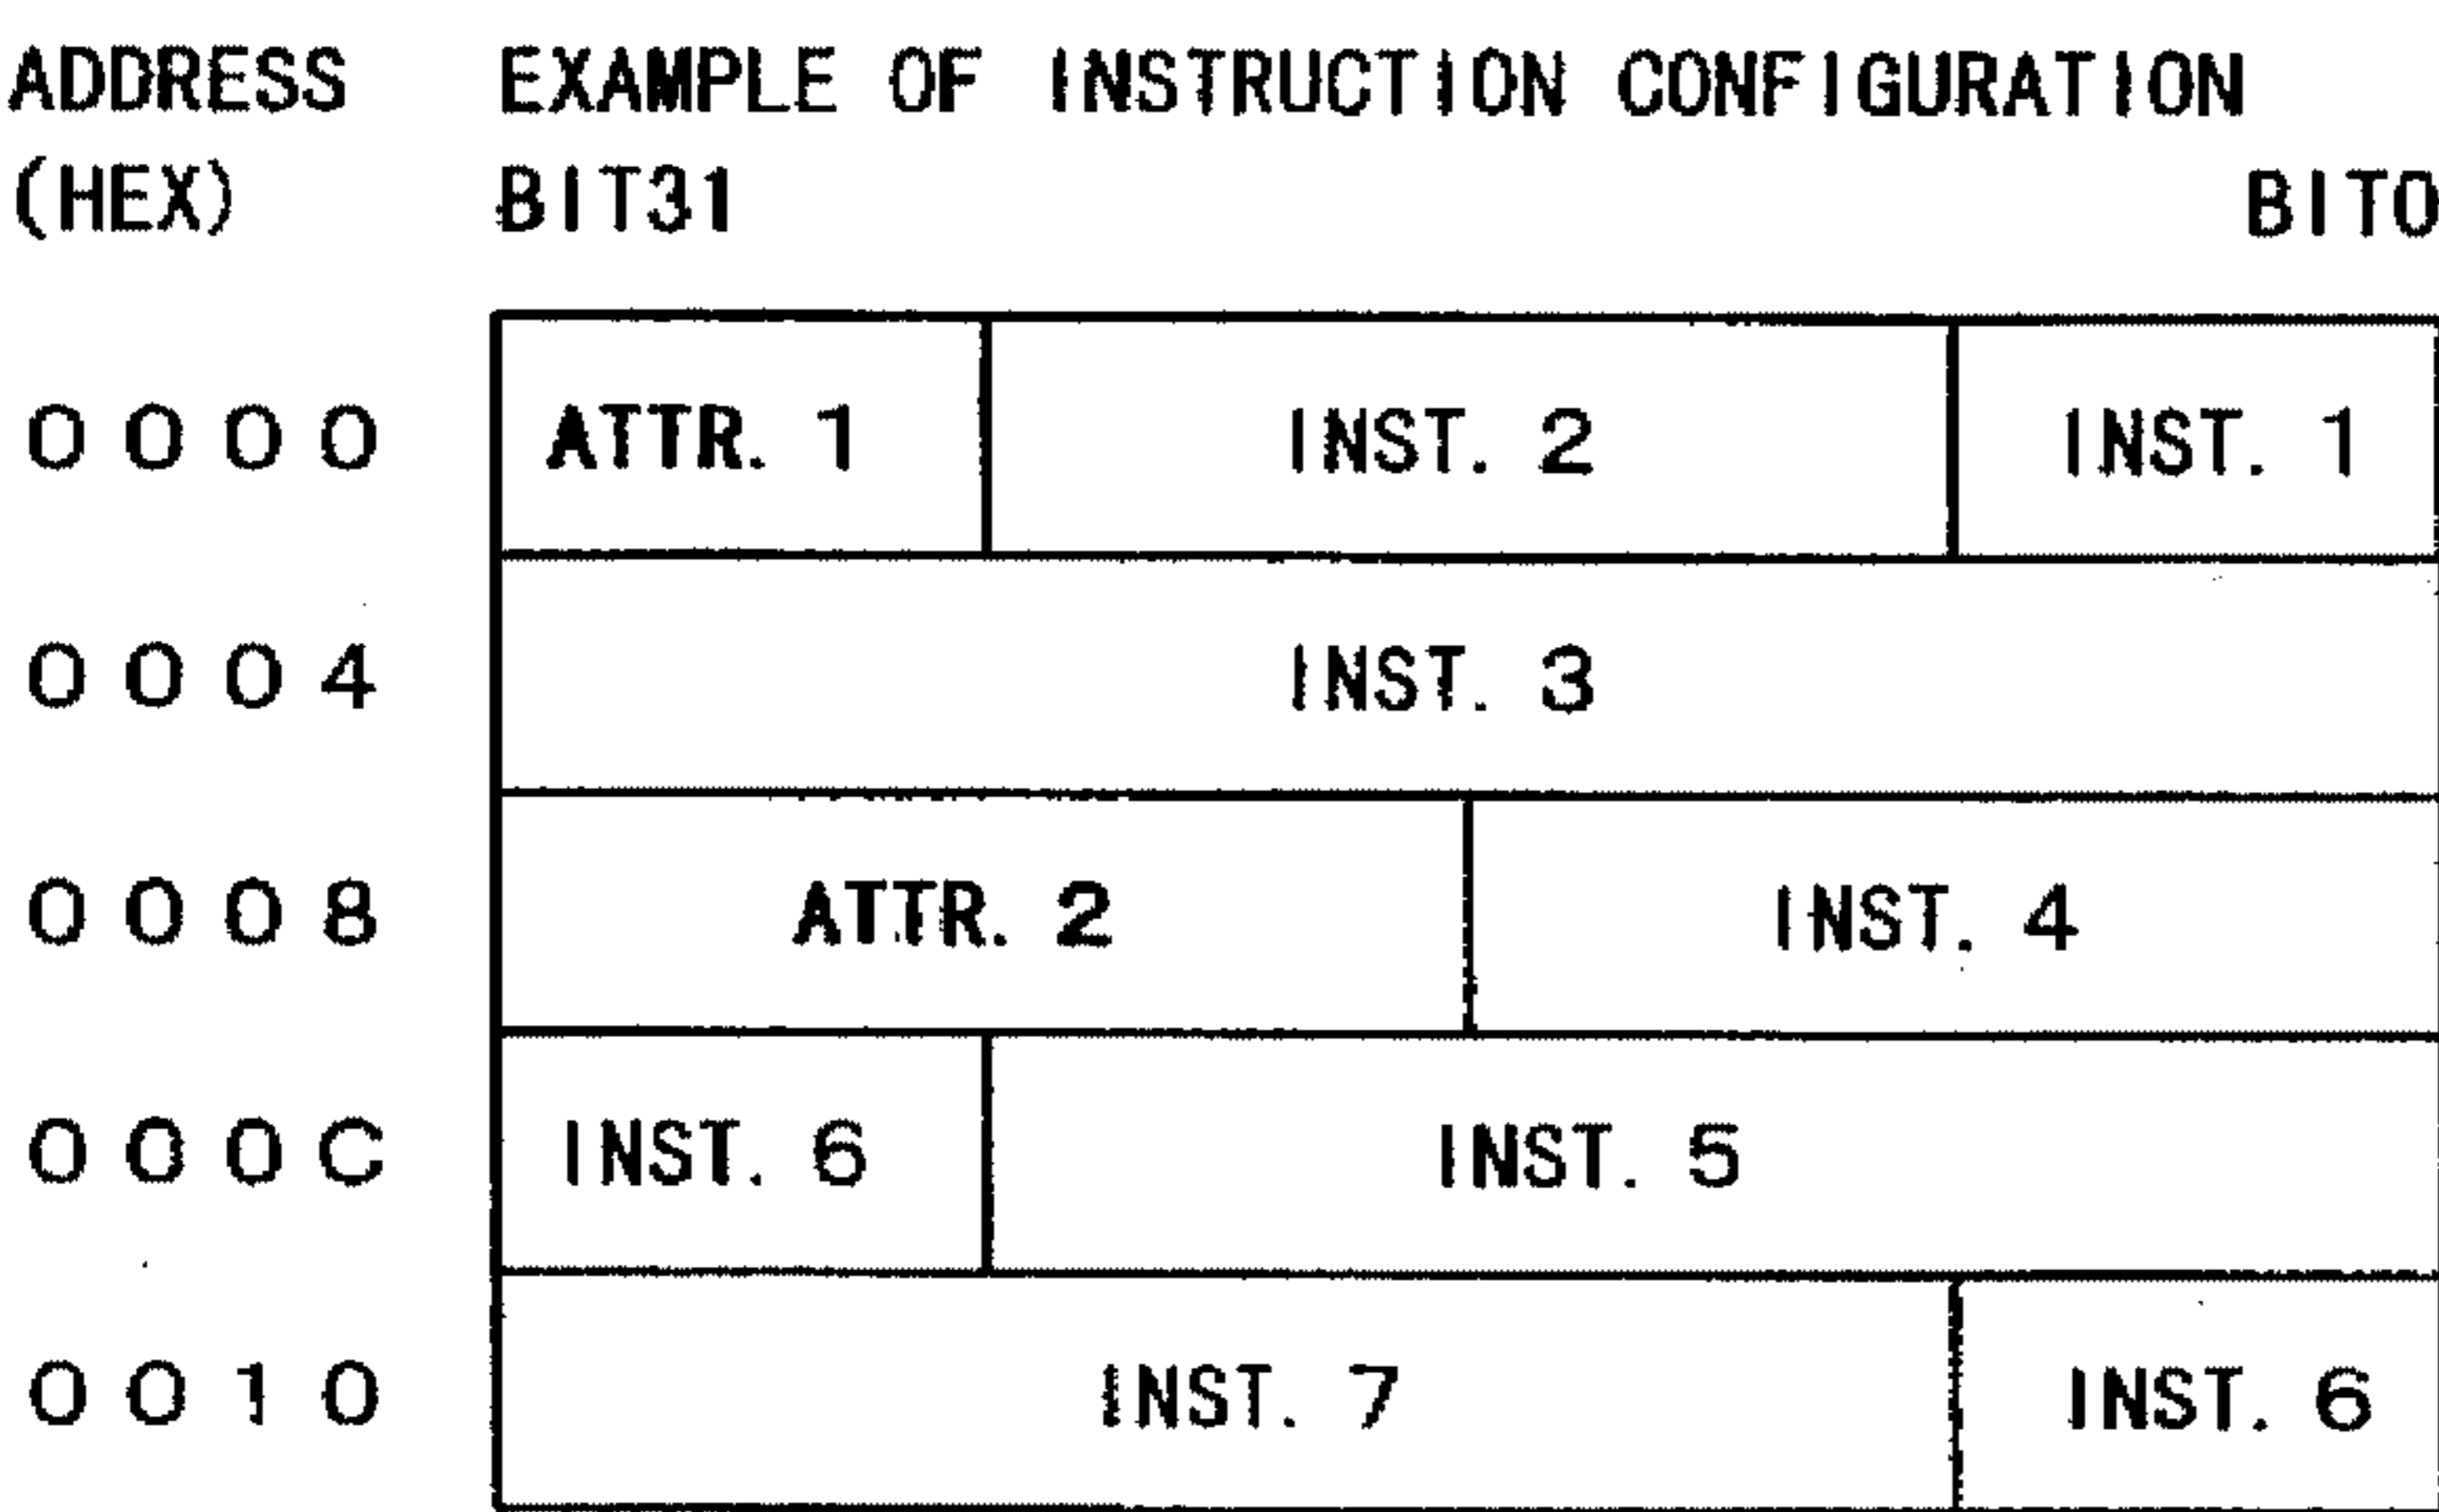 ADDRESS EXAMPLE OF INSTRUCTION CONFIGURATION
(HEX) BIT31 BIT0
0000 ATTR. 1 INST. 2 INST. 1
0004 INST. 3
0008 ATTR. 2 INST. 4
000C INST. 6 INST. 5
0010 INST. 7 INST. 6